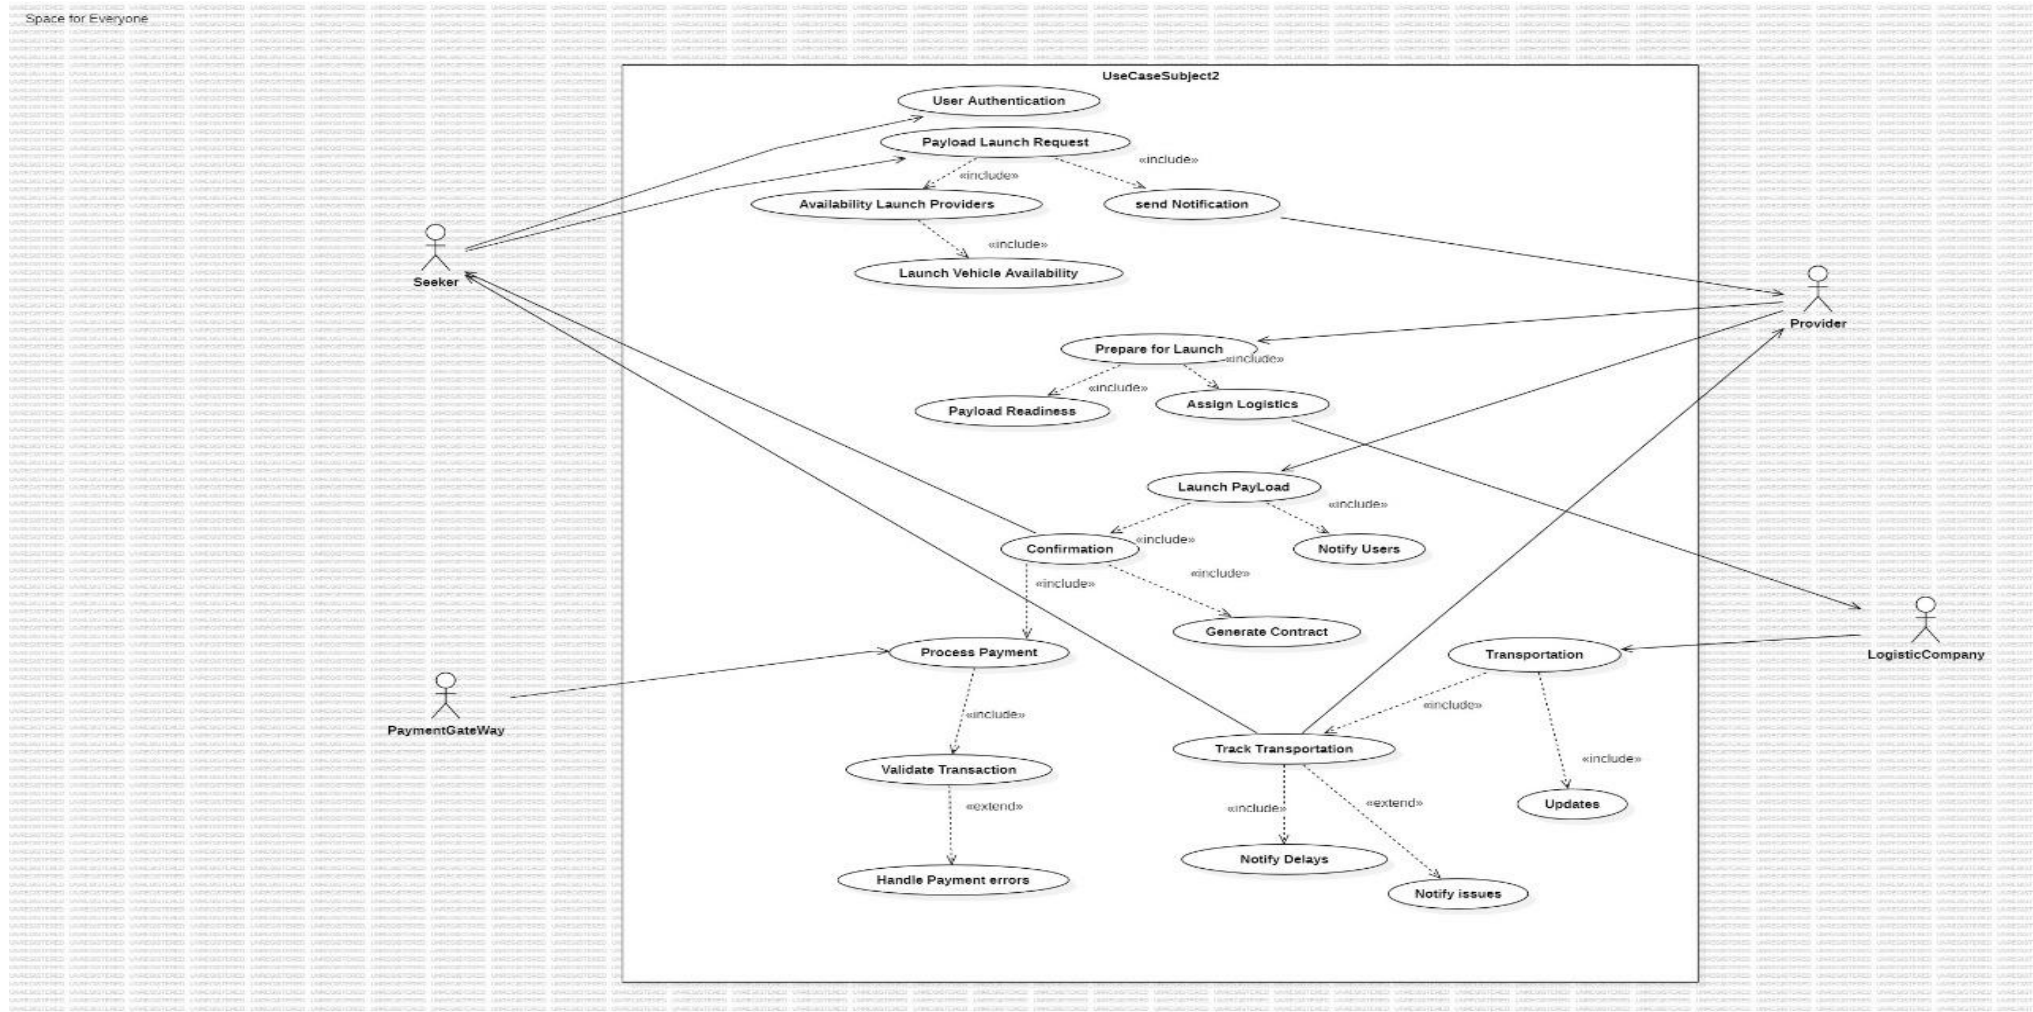 Space for Everyone
UseCaseSubject2
User Authentication
Payload Launch Request
«include»
«include»
Availability Launch Providers
send Notification
«include»
Launch Vehicle Availability
Seeker
Provider
Prepare for Launch
«include»
«include»
Payload Readiness
Assign Logistics
Launch PayLoad
«include»
«include»
Confirmation
Notify Users
«include»
«include»
Generate Contract
Process Payment
Transportation
LogisticCompany
PaymentGateWay
«include»
«include»
Track Transportation
«include»
Validate Transaction
«extend»
«include»
«extend»
Updates
Notify Delays
Handle Payment errors
Notify issues